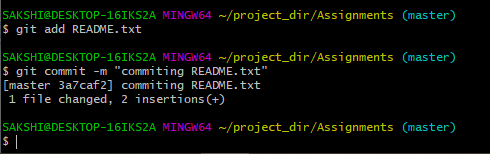 SAKSHI@DESKTOP-16IKS2A MINGW64 ~/project_dir/Assignments (master)
$ git add README.txt
SAKSHI@DESKTOP-16IKS2A MINGW64 ~/project_dir/Assignments (master)
$ git commit -m "commiting README.txt"
[master 3a7caf2] commiting README.txt
 1 file changed, 2 insertions(+)
SAKSHI@DESKTOP-16IKS2A MINGW64 ~/project_dir/Assignments (master)
$